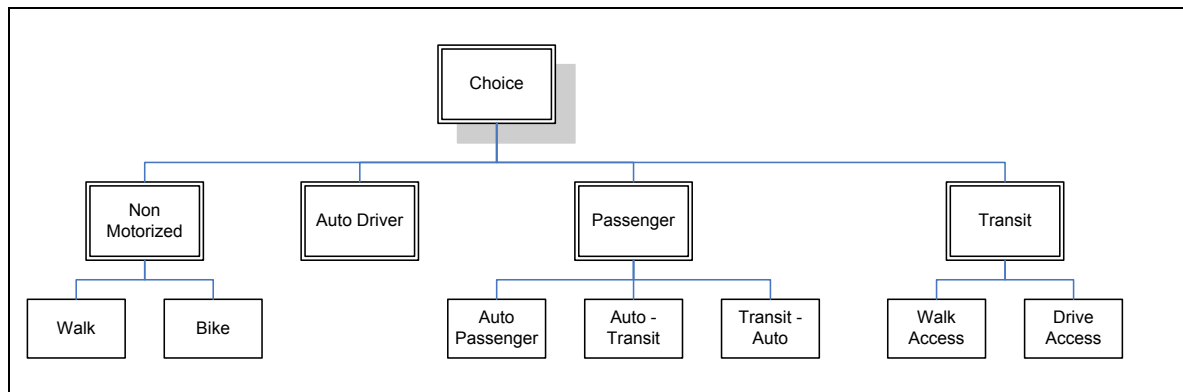 Choice
Non
Motorized
Auto Driver
Passenger
Transit
Walk
Bike
Auto
Passenger
Auto -
Transit
Transit -
Auto
Walk
Access
Drive
Access